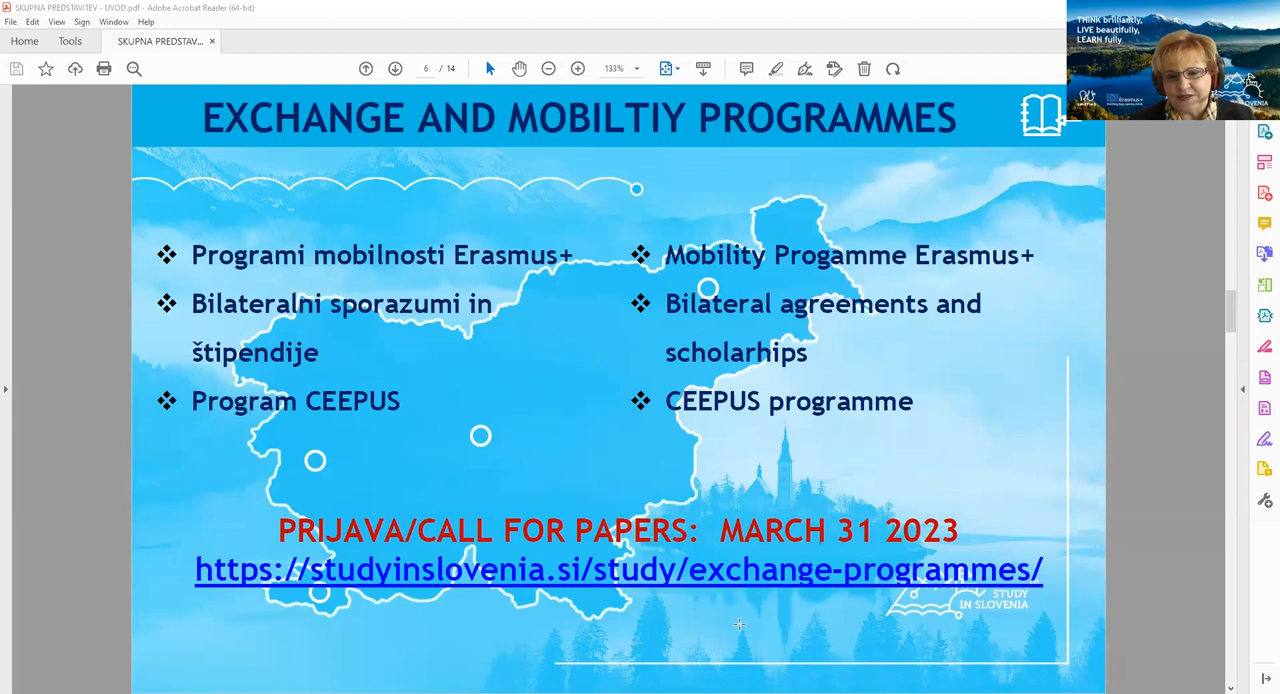 SKUPNA PREDSTAVITEV - UVOD.pdf - Adobe Acrobat Reader (64-bit)
File Edit View Sign Window Help
Home Tools SKUPNA PREDSTAV... ×
6 / 14 133%
THINK brilliantly,
LIVE beautifully,
LEARN fully
Erasmus+
EXCHANGE AND MOBILTIY PROGRAMMES
Programi mobilnosti Erasmus+
Bilateralni sporazumi in
štipendije
Program CEEPUS
Mobility Progamme Erasmus+
Bilateral agreements and
scholarhips
CEEPUS programme
PRIJAVA/CALL FOR PAPERS: MARCH 31 2023
https://studyinslovenia.si/study/exchange-programmes/
STUDY
IN SLOVENIA